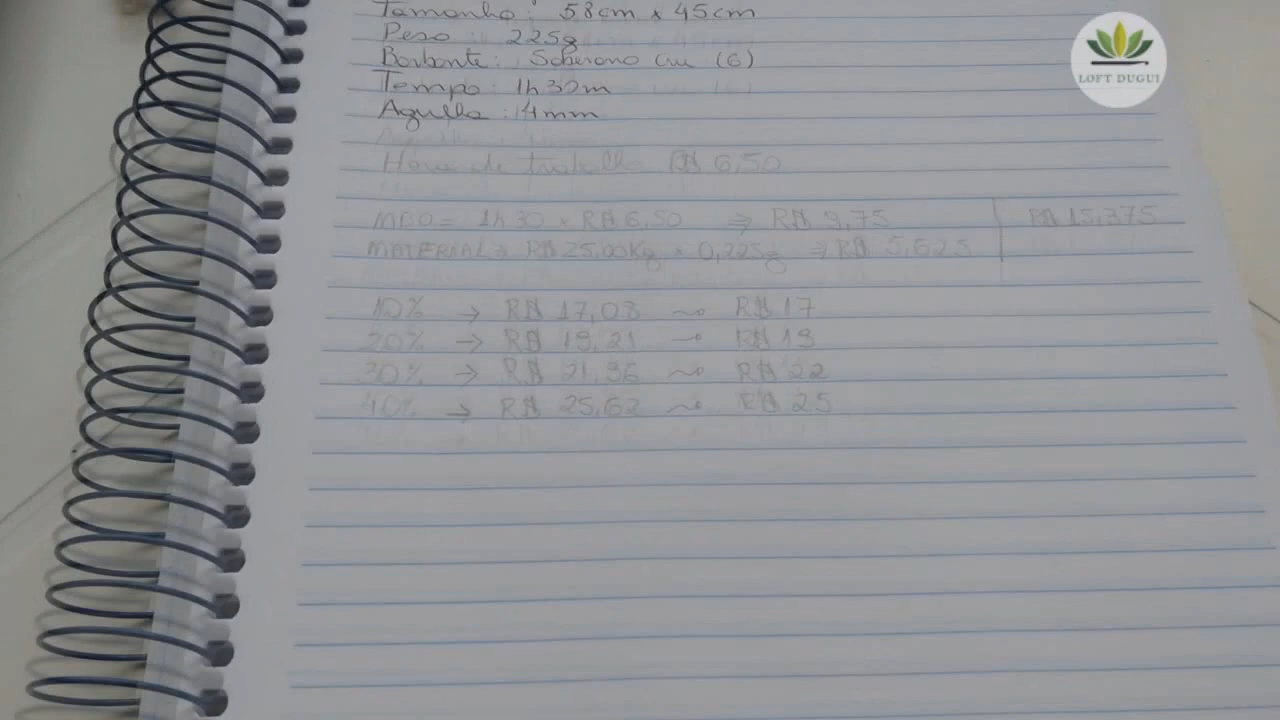 Tamanho: 58cm x 45cm
Peso: 225g
Barbante: Soberano Cru (6)
Tempo: 1h30m
Agulha: 4mm
Hora de trabalho R$ 6,50
MBO = 1h30 x R$ 6,50 ⇒ R$ 9,75 | R$ 15,375
MATERIAL → R$ 25,00Kg x 0,225g ⇒ R$ 5,625
10% → R$ 17,08 ~ R$ 17
20% → R$ 19,21 ~ R$ 19
30% → R$ 21,36 ~ R$ 22
40% → R$ 25,62 ~ R$ 25
LOFT DUGUI